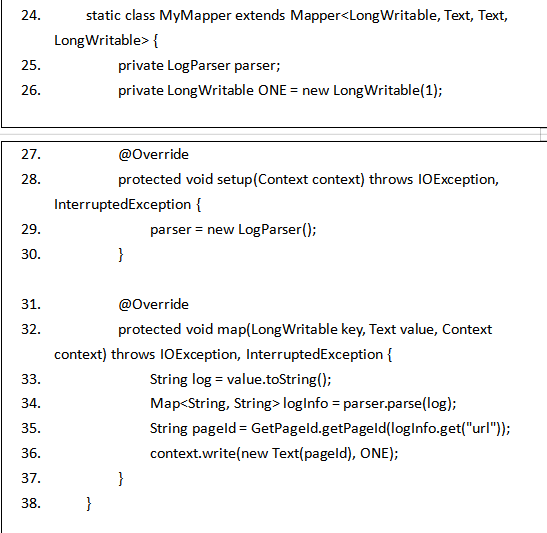 24. static class MyMapper extends Mapper<LongWritable, Text, Text,
LongWritable> {
25. private LogParser parser;
26. private LongWritable ONE = new LongWritable(1);
27. @Override
28. protected void setup(Context context) throws IOException,
InterruptedException {
29. parser = new LogParser();
30. }
31. @Override
32. protected void map(LongWritable key, Text value, Context
context) throws IOException, InterruptedException {
33. String log = value.toString();
34. Map<String, String> logInfo = parser.parse(log);
35. String pageId = GetPageId.getPageId(logInfo.get("url"));
36. context.write(new Text(pageId), ONE);
37. }
38. }